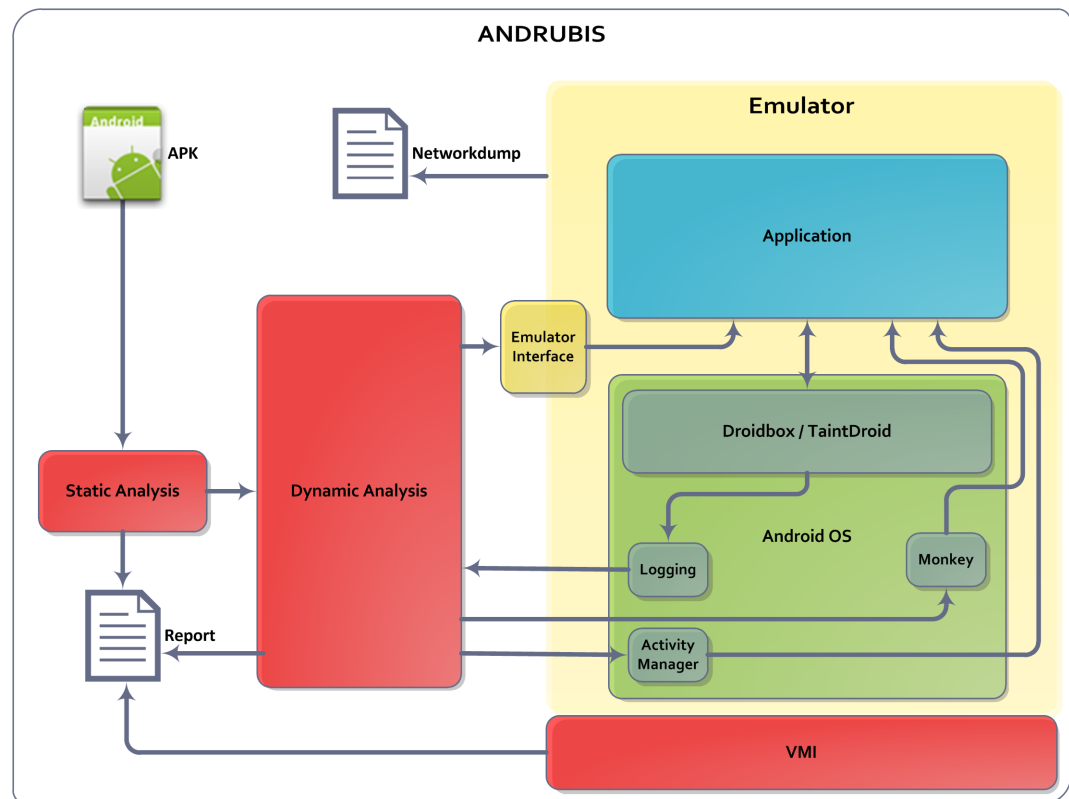 ANDRUBIS
Emulator
Android
APK
Networkdump
Application
Emulator
Interface
Droidbox / TaintDroid
Static Analysis
Dynamic Analysis
Android OS
Logging
Monkey
Report
Activity
Manager
VMI